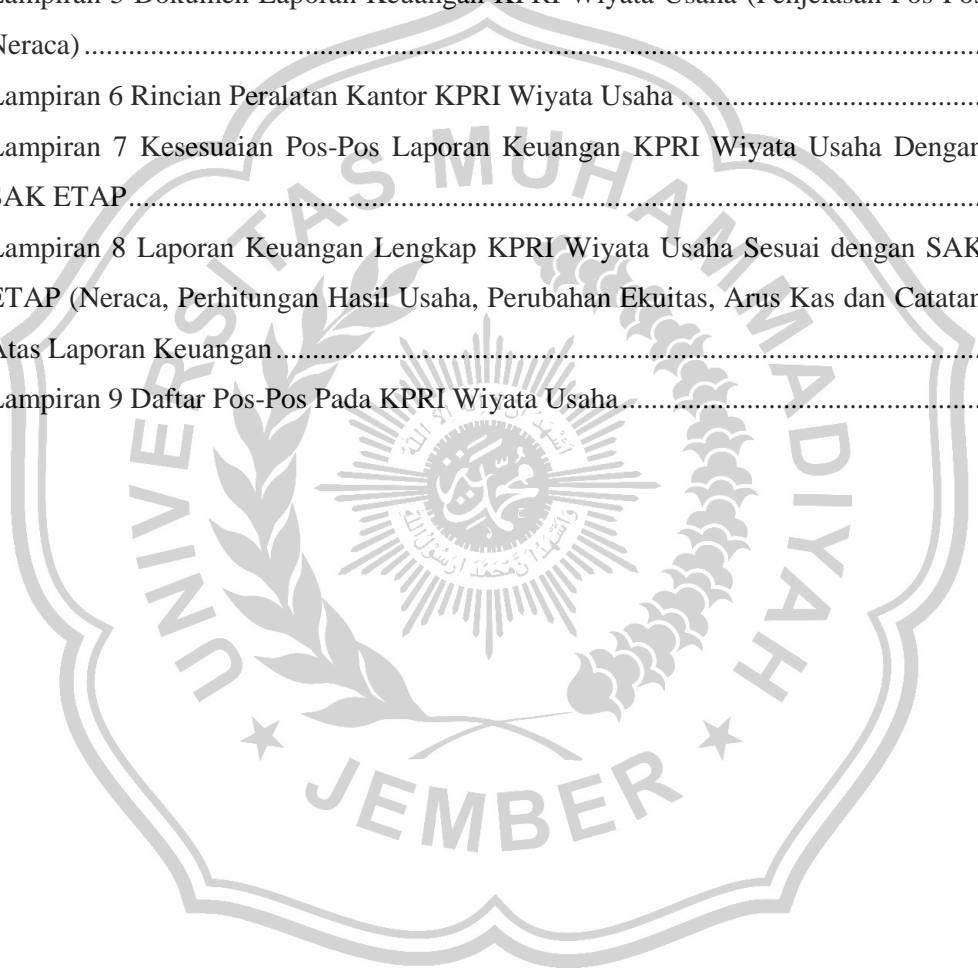 Lampiran 5 Dokumen Laporan Keuangan KPRI Wiyata Usaha (Penjelasan Pos-Pos
Neraca)....................................................................................................
Lampiran 6 Rincian Peralatan Kantor KPRI Wiyata Usaha ........................................
Lampiran 7 Kesesuaian Pos-Pos Laporan Keuangan KPRI Wiyata Usaha Dengan
SAK ETAP....................................................................................................
Lampiran 8 Laporan Keuangan Lengkap KPRI Wiyata Usaha Sesuai dengan SAK
ETAP (Neraca, Perhitungan Hasil Usaha, Perubahan Ekuitas, Arus Kas dan Catatan
Atas Laporan Keuangan....................................................................................
Lampiran 9 Daftar Pos-Pos Pada KPRI Wiyata Usaha................................................
UNIVERSITAS MUHAMMADIYAH
JEMBER